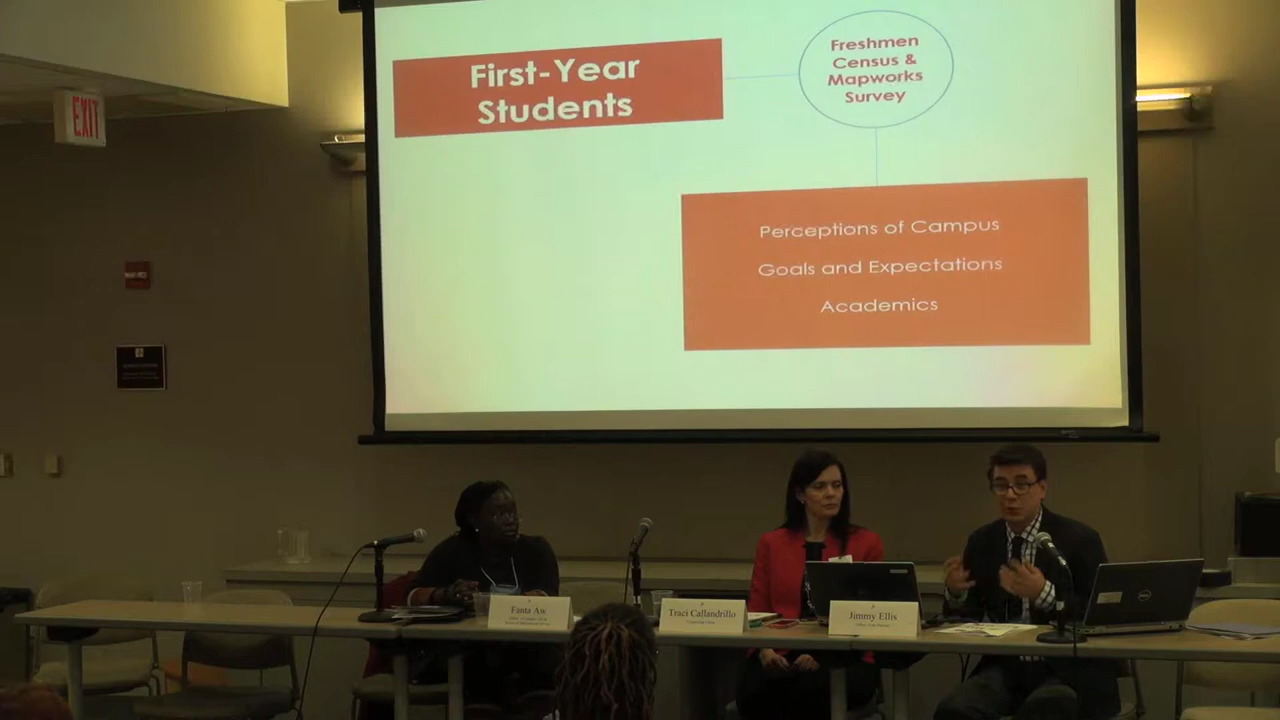 First-Year
Students
Freshmen
Census &
Mapworks
Survey
Perceptions of Campus
Goals and Expectations
Academics
EXIT
Fanta Aw
Traci Callandrillo
Jimmy Ellis
DELL